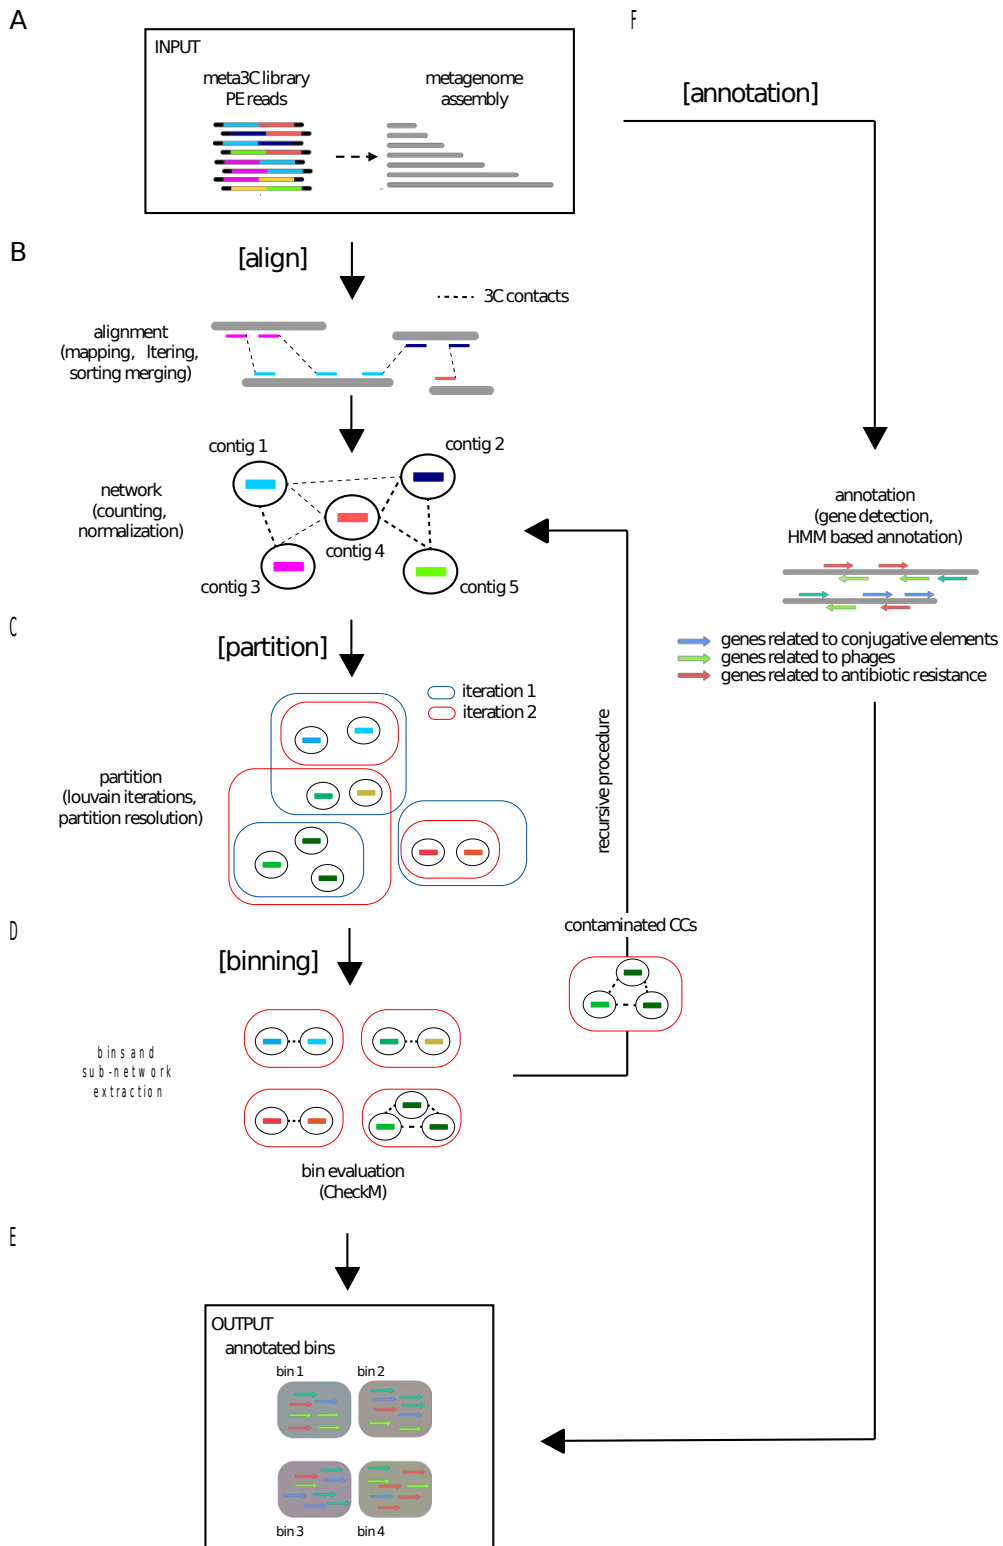 A
INPUT
meta3C library
PE reads
metagenome
assembly
B
[align]
3C contacts
alignment
(mapping, ltering,
sorting merging)
contig 1
contig 2
network
(counting,
normalization)
contig 4
contig 3
contig 5
C
[partition]
iteration 1
iteration 2
partition
(louvain iterations,
partition resolution)
recursive procedure
D
[binning]
contaminated CCs
bins and
sub-network
extraction
bin evaluation
(CheckM)
E
OUTPUT
annotated bins
bin 1
bin 2
bin 3
bin 4
F
[annotation]
annotation
(gene detection,
HMM based annotation)
genes related to conjugative elements
genes related to phages
genes related to antibiotic resistance